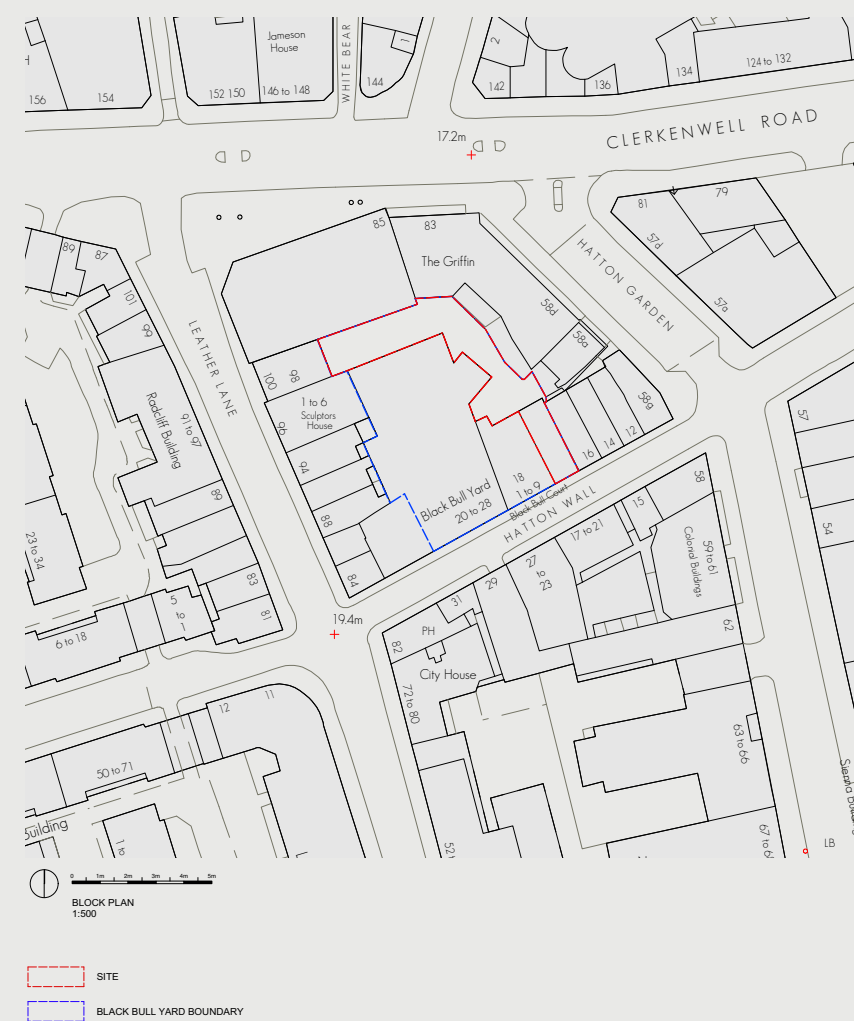 Jameson
House
WHITE BEAR
2
1
156
154
152 150
146 to 148
144
142
136
134
124 to 132
17.2m
CLERKENWELL ROAD
85
83
The Griffin
81
79
57d
57a
HATTON GARDEN
89
87
101
99
LEATHER LANE
58d
58a
58g
100
98
1 to 6
Sculptors
House
96
94
88
84
Radcliff Building
91 to 97
89
83
81
57
54
16
14
12
18
1 to 9
Black Bull Court
Black Bull Yard
20 to 28
HATTON WALL
58
59 to 61
Colonial Buildings
15
17 to 21
27
to
23
29
31
PH
82
City House
72 to 80
62
63 to 66
67 to 6
23 to 34
6 to 18
5
to
1
19.4m
12
11
50 to 71
Building
1 to
52 t
Sienna Build
LB
0 1m 2m 3m 4m 5m
BLOCK PLAN
1:500
SITE
BLACK BULL YARD BOUNDARY